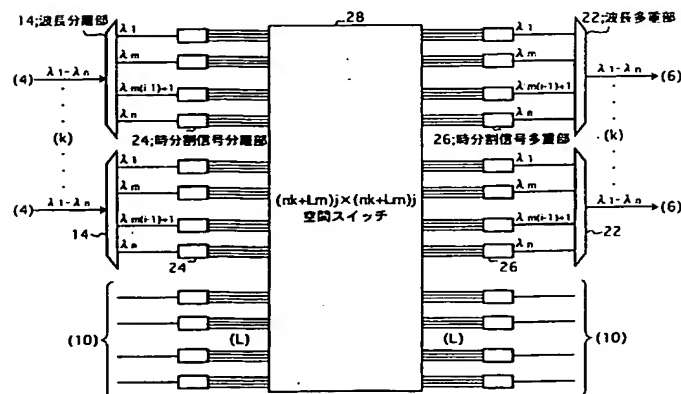 14;波長分離部
28
22;波長多重部
λ1
λ1
λm
λm
(4) λ1-λn
λ1-λn (6)
λm(i-1)+1
λm(i-1)+1
λn
λn
(k)
24;時分割信号分離部
26;時分割信号多重部
(k)
λ1
λ1
λm
λm
(nk+Lm)j×(nk+Lm)j
空間スイッチ
(4) λ1-λn
λ1-λn (6)
λm(i-1)+1
λm(i-1)+1
14
λn
λn
22
24
26
(10)
(L)
(L)
(10)